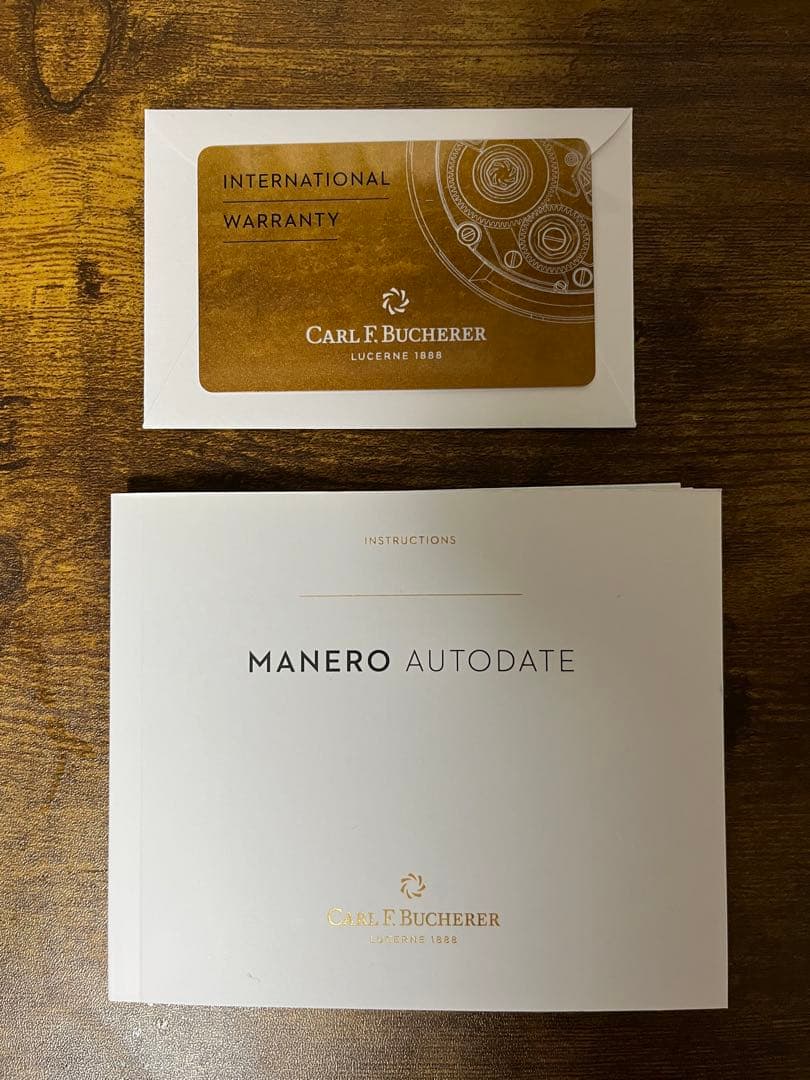 INTERNATIONAL
WARRANTY
CARL F. BUCHERER
LUCERNE 1888
INSTRUCTIONS
MANERO AUTODATE
CARL F. BUCHERER
LUCERNE 1888